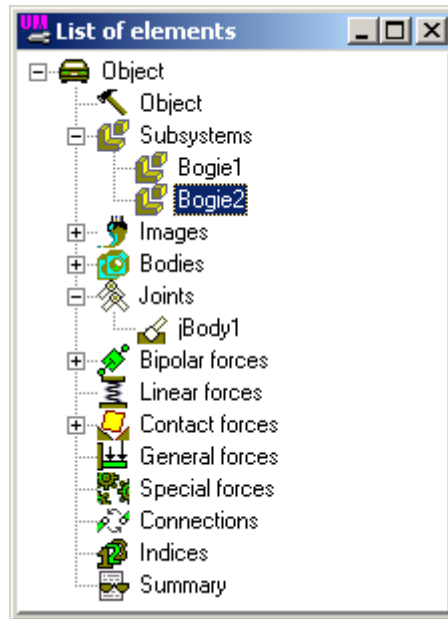 UM List of elements
Object
Object
Subsystems
Bogie1
Bogie2
Images
Bodies
Joints
jBody1
Bipolar forces
Linear forces
Contact forces
General forces
Special forces
Connections
Indices
Summary